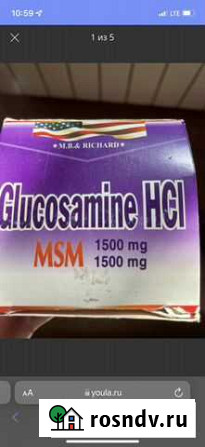 10:59
LTE
1 из 5
★M.B.& RICHARD★
Glucosamine HCl
MSM 1500 mg
1500 mg
AA youla.ru
rosndv.ru